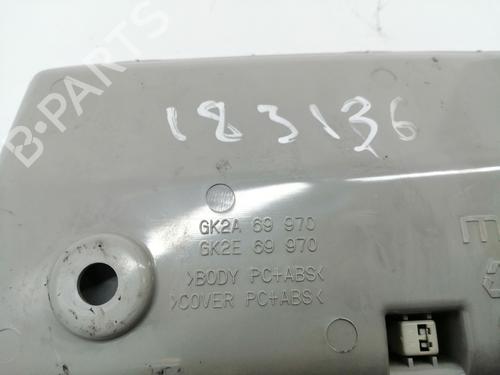 B-PARTS
183136
GK2A 69 970
GK2E 69 970
>BODY PC+ABS<
>COVER PC+ABS<